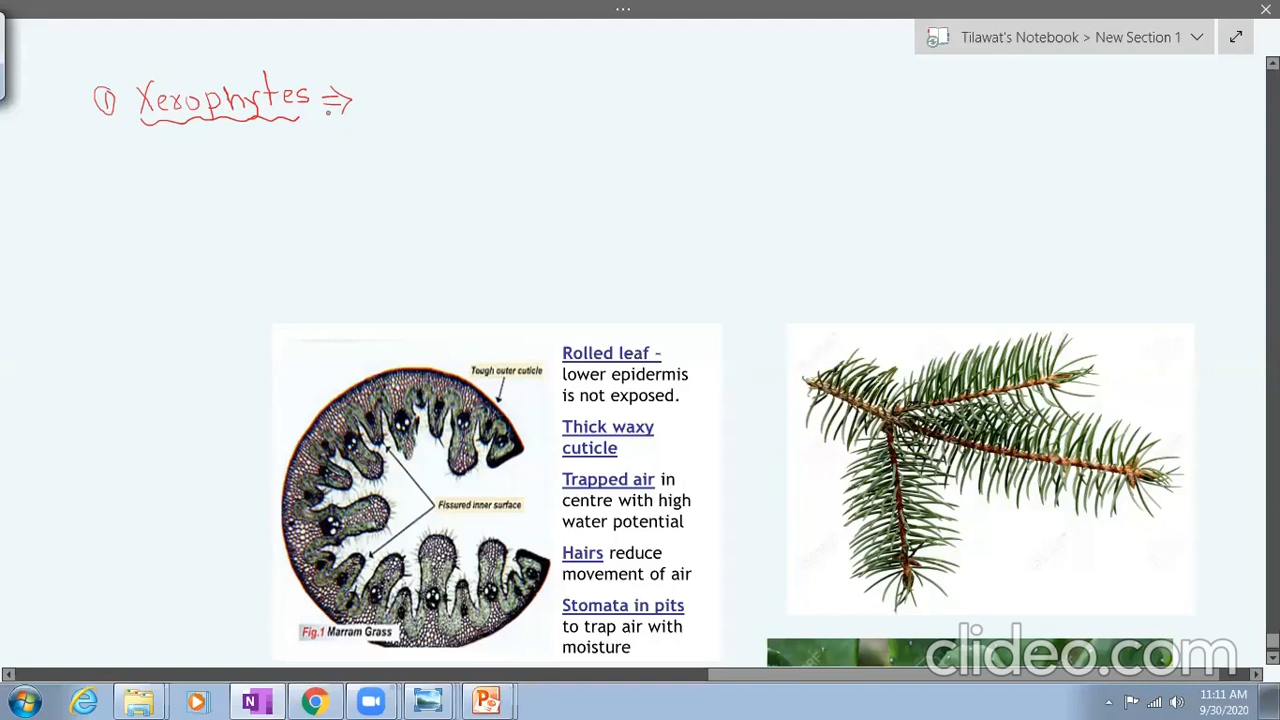 Tilawat's Notebook > New Section 1
① Xerophytes ⇒
Tough outer cuticle
Fissured inner surface
Fig.1 Marram Grass
Rolled leaf –
lower epidermis
is not exposed.
Thick waxy
cuticle
Trapped air in
centre with high
water potential
Hairs reduce
movement of air
Stomata in pits
to trap air with
moisture
clideo.com
11:11 AM
9/30/2020